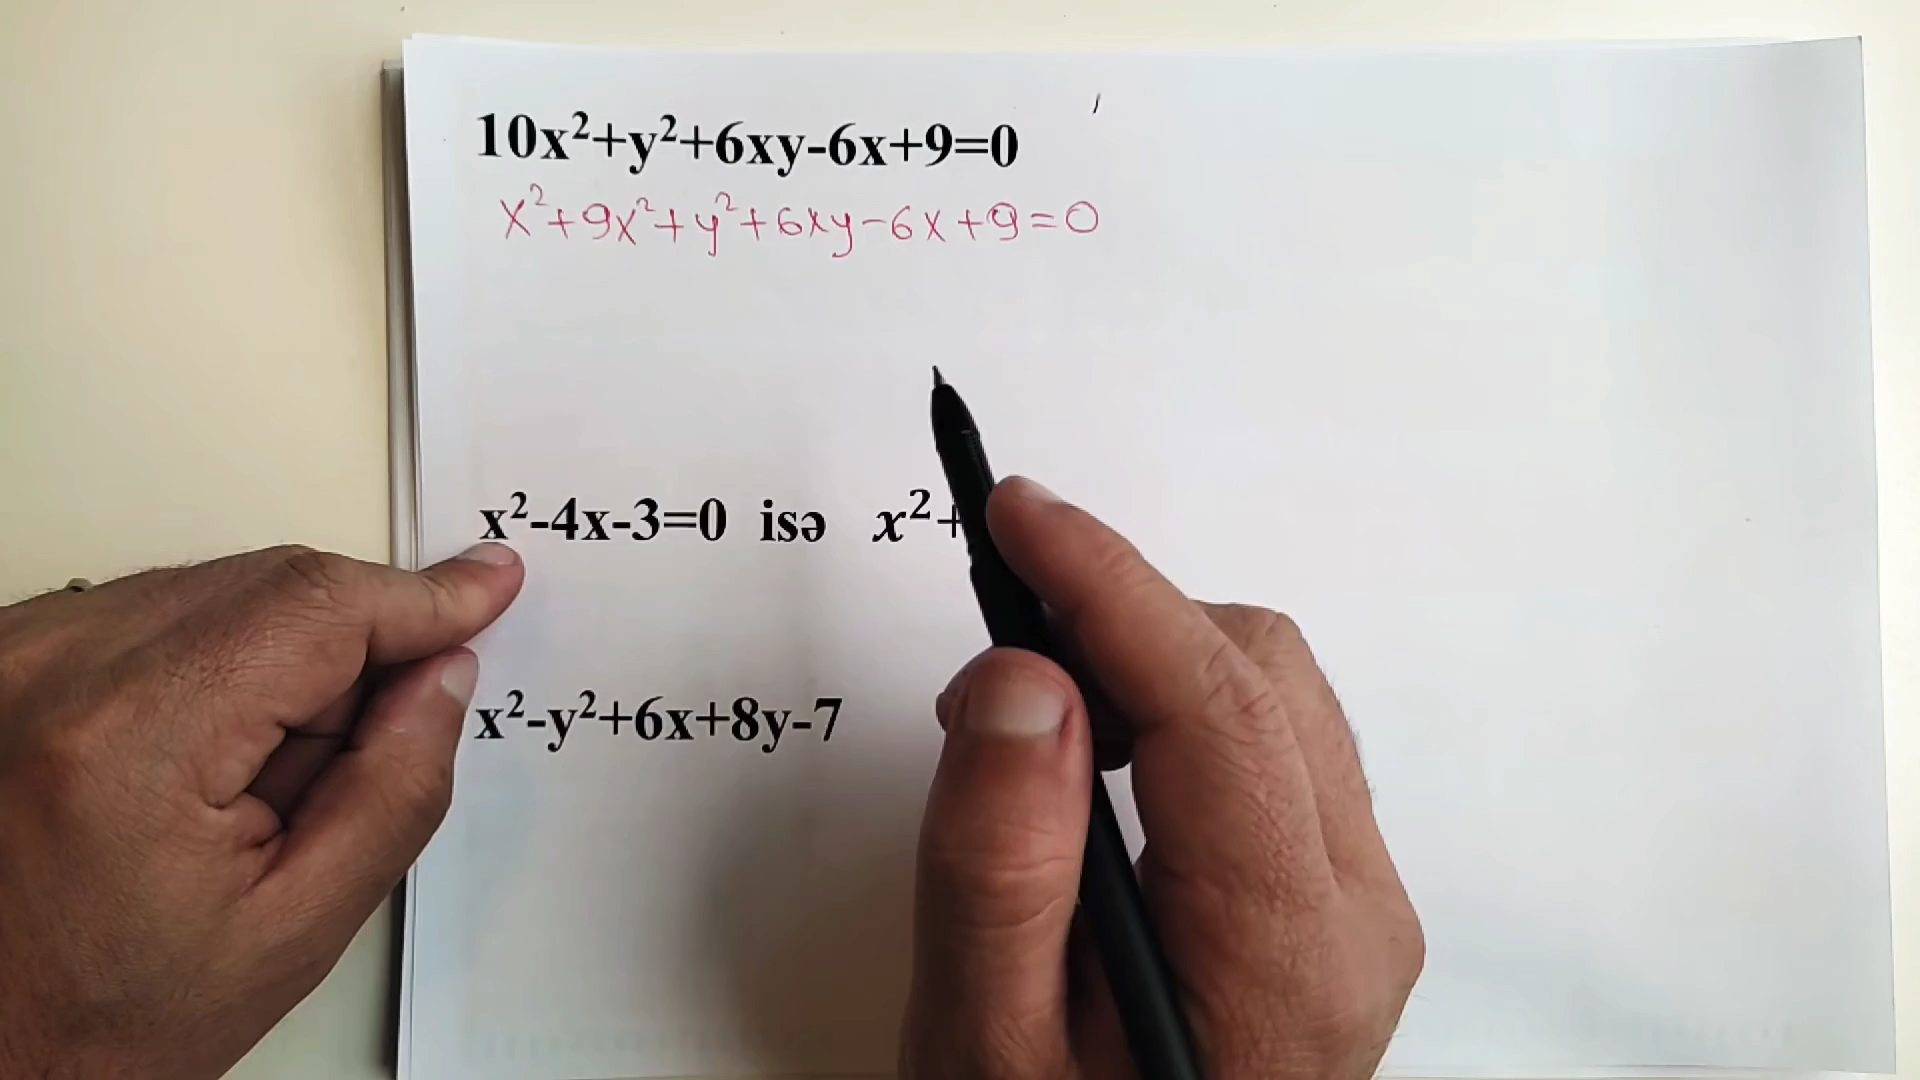 10x²+y²+6xy-6x+9=0
x²+9x²+y²+6xy-6x+9=0
x²-4x-3=0 isə x²+
x²-y²+6x+8y-7